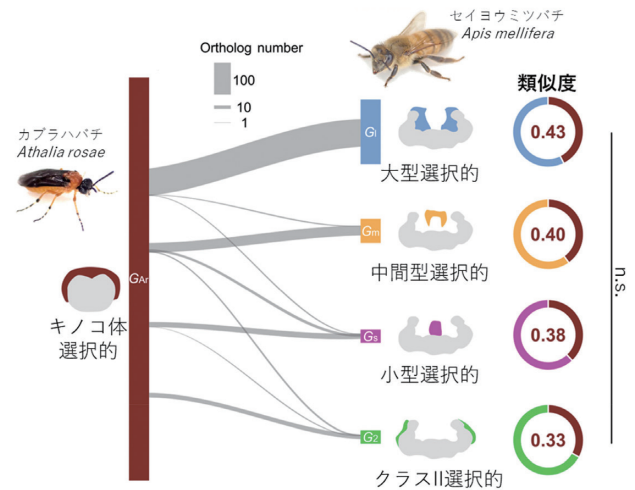 セイヨウミツバチ
Apis mellifera
Ortholog number
100
10
1
類似度
カブラハバチ
Athalia rosae
Gl
大型選択的
0.43
Gm
中間型選択的
0.40
GAr
キノコ体
選択的
n.s.
Gs
小型選択的
0.38
G2
クラスII選択的
0.33